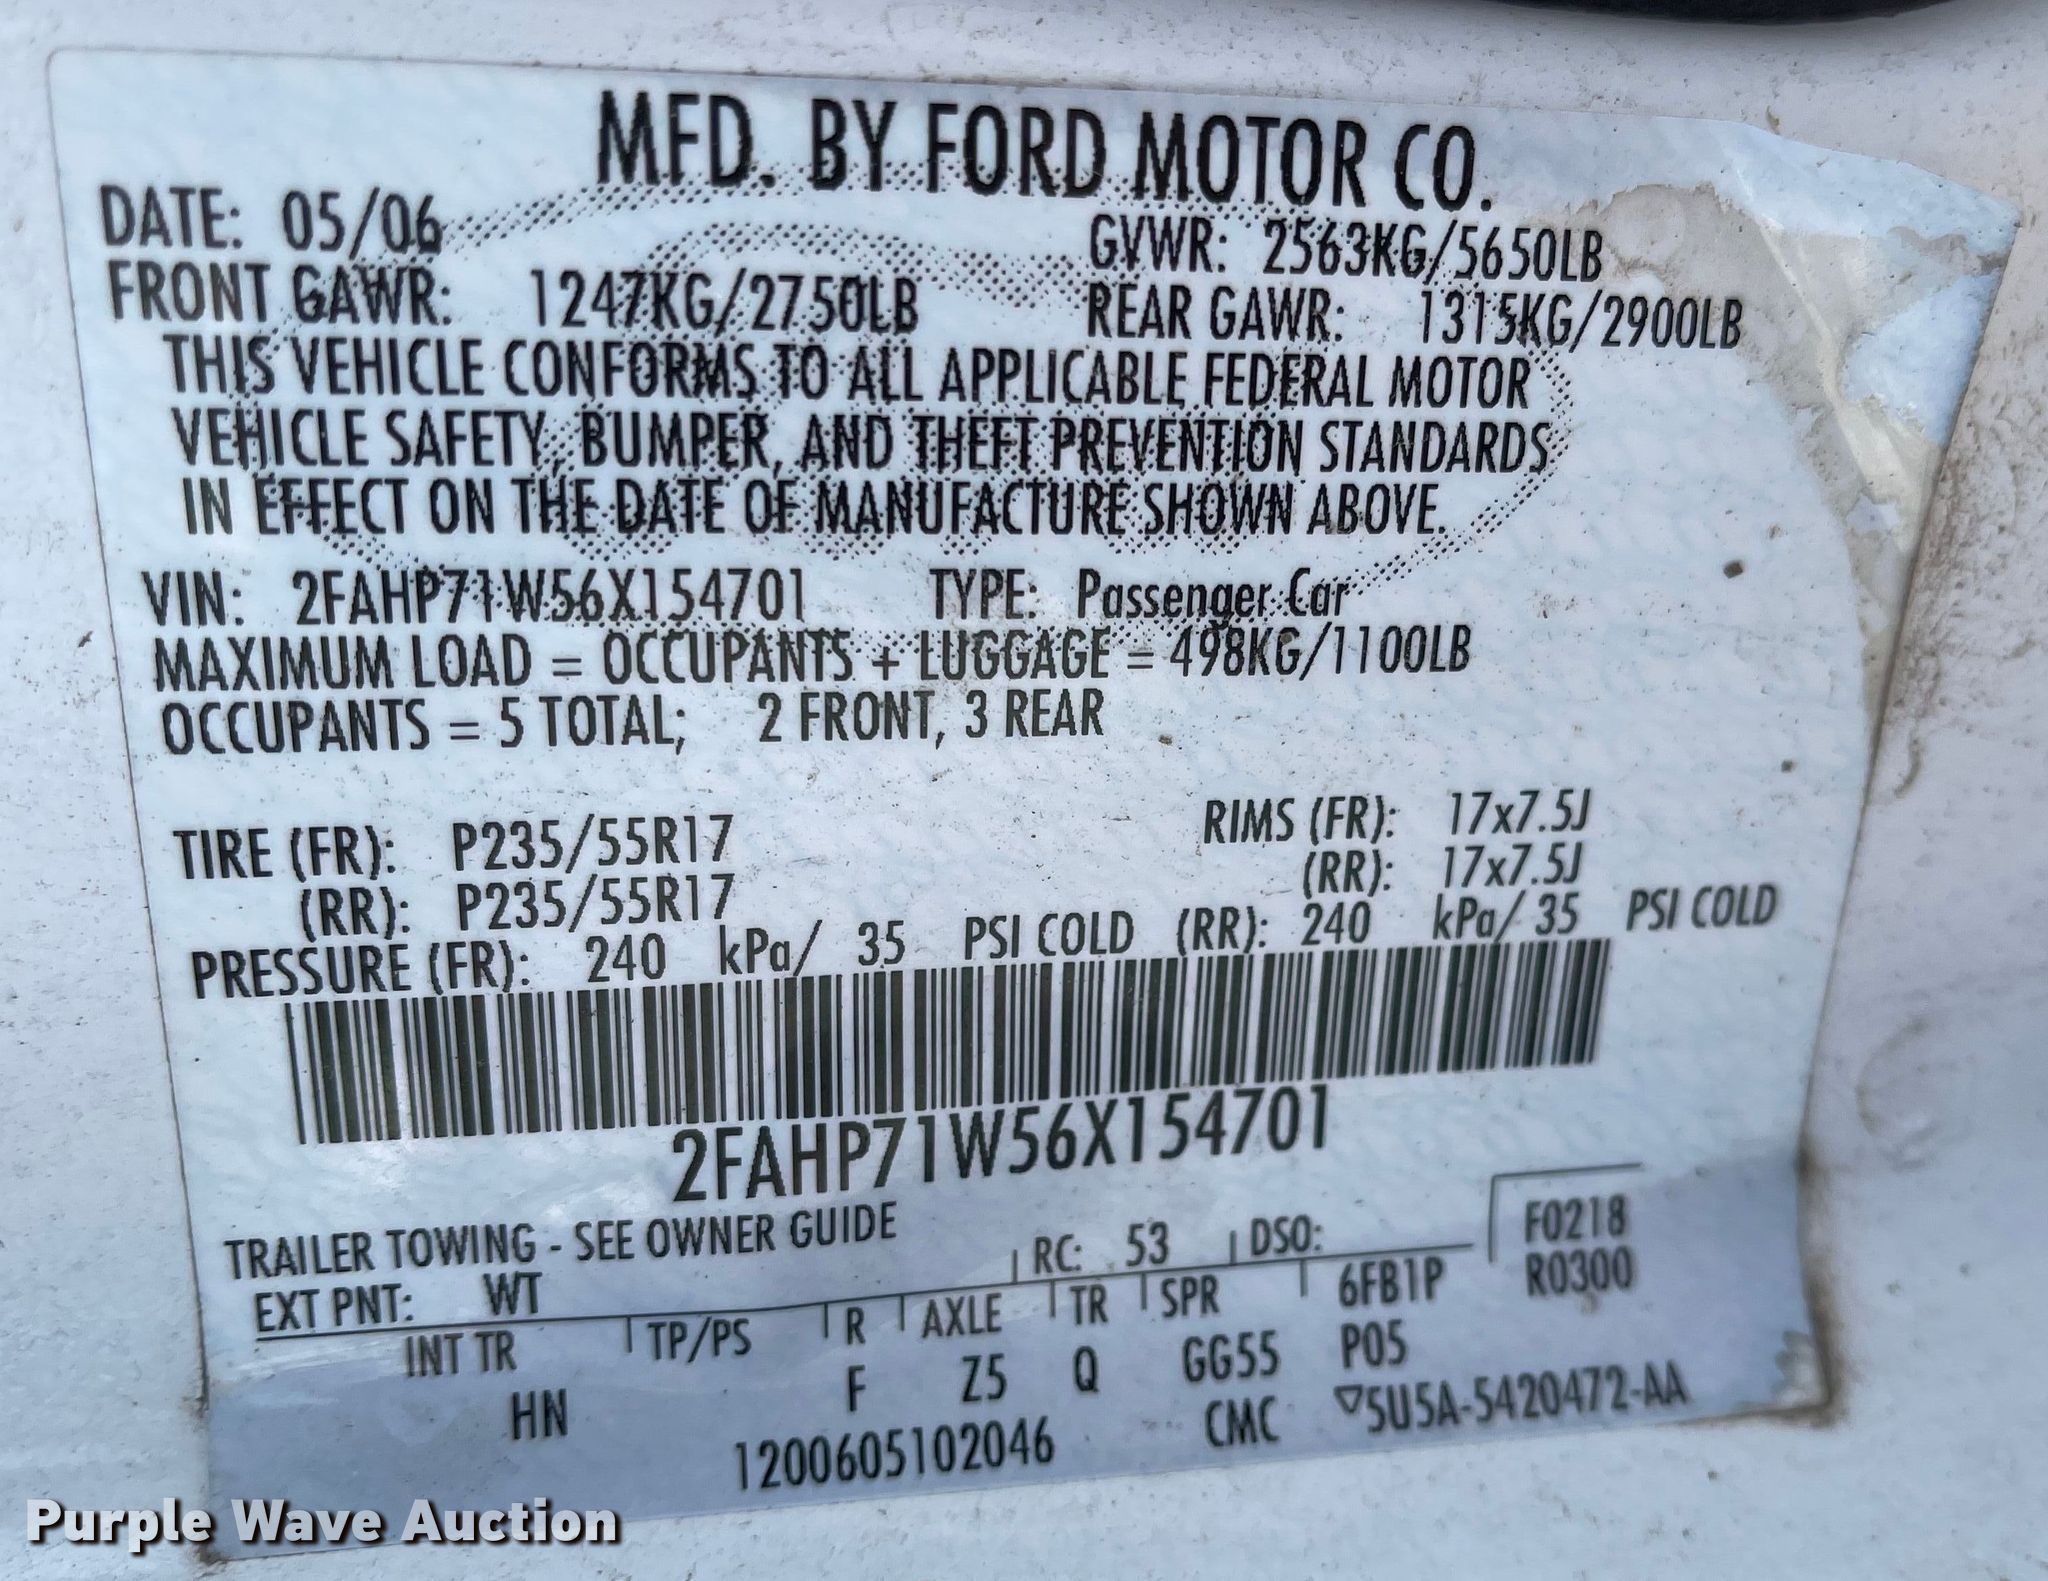 MFD. BY FORD MOTOR CO.
DATE: 05/06 GVWR: 2563KG/5650LB
FRONT GAWR: 1247KG/2750LB REAR GAWR: 1315KG/2900LB
THIS VEHICLE CONFORMS TO ALL APPLICABLE FEDERAL MOTOR
VEHICLE SAFETY, BUMPER, AND THEFT PREVENTION STANDARDS
IN EFFECT ON THE DATE OF MANUFACTURE SHOWN ABOVE.
VIN: 2FAHP71W56X154701 TYPE: Passenger Car
MAXIMUM LOAD = OCCUPANTS + LUGGAGE = 498KG/1100LB
OCCUPANTS = 5 TOTAL; 2 FRONT, 3 REAR
TIRE (FR): P235/55R17 RIMS (FR): 17x7.5J
(RR): P235/55R17 (RR): 17x7.5J
PRESSURE (FR): 240 kPa/ 35 PSI COLD (RR): 240 kPa/ 35 PSI COLD
2FAHP71W56X154701
TRAILER TOWING - SEE OWNER GUIDE
EXT PNT: WT RC: 53 DSO: F0218
INT TR TP/PS R AXLE TR SPR 6FB1P R0300
HN F Z5 Q GG55 P05
1200605102046 CMC ▽5U5A-5420472-AA
Purple Wave Auction